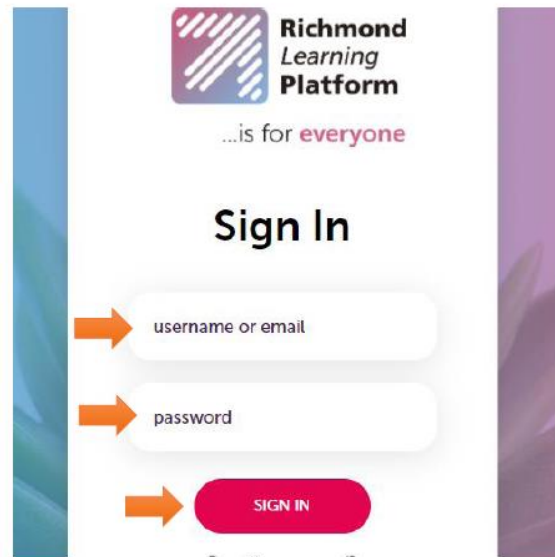 Richmond
Learning
Platform
...is for everyone
Sign In
username or email
password
SIGN IN